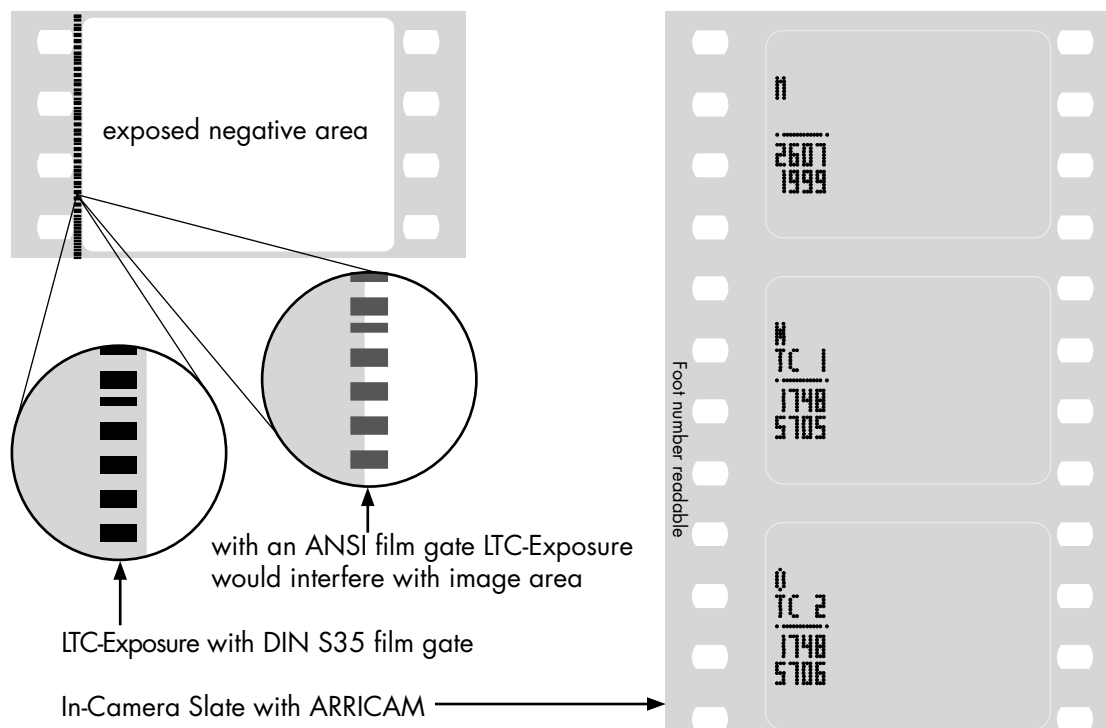 exposed negative area
with an ANSI film gate LTC-Exposure
would interfere with image area
LTC-Exposure with DIN S35 film gate
In-Camera Slate with ARRICAM
Foot number readable
2607
1999
TC 1
1748
5705
TC 2
1748
5706